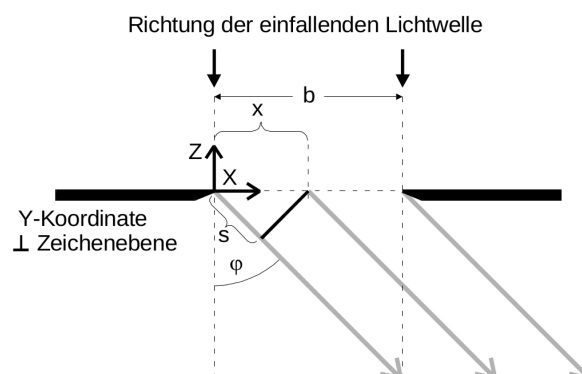 Richtung der einfallenden Lichtwelle
b
x
Z
X
Y-Koordinate
⊥ Zeichenebene
s
φ